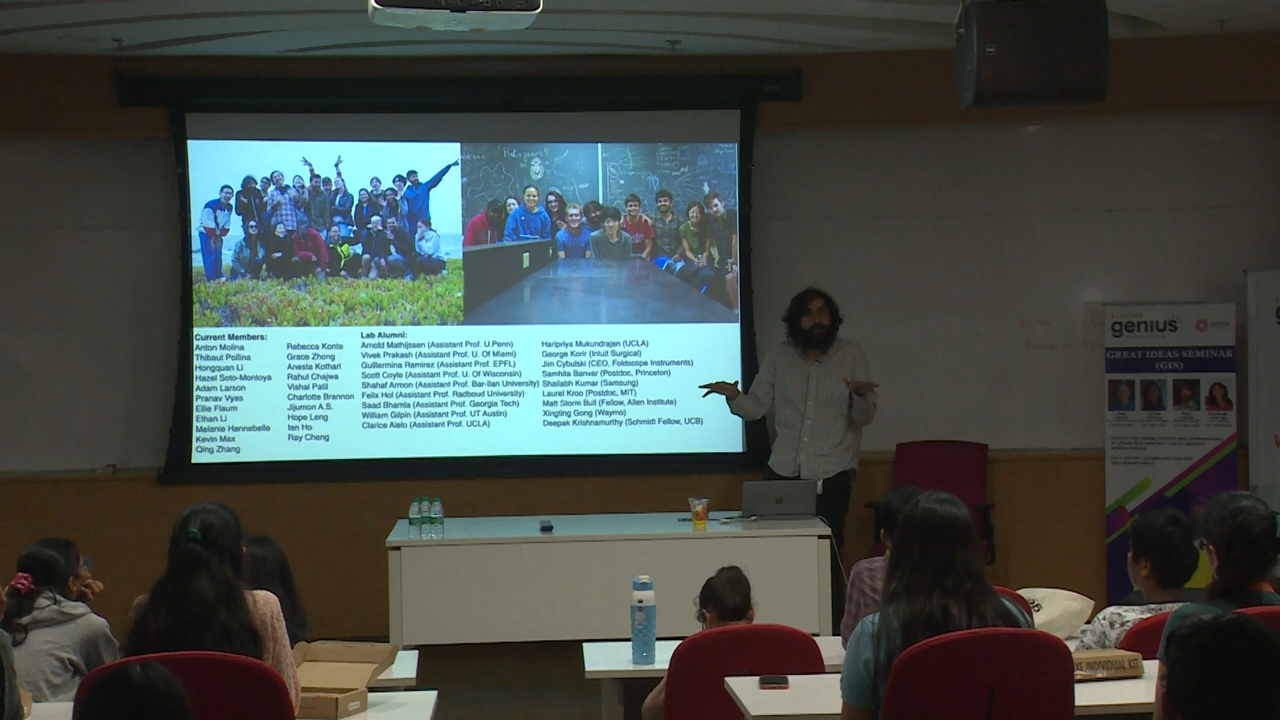 Current Members:
Anton Molina
Thibaut Pollina
Hongquan Li
Hazel Soto-Montoya
Adam Larson
Pranav Vyas
Ellie Flaum
Ethan Li
Melanie Hannebelle
Kevin Max
Qing Zhang
Rebecca Konte
Grace Zhong
Anesta Kothari
Rahul Chajwa
Vishal Patil
Charlotte Brannon
Jijumon A.S.
Hope Leng
Ian Ho
Ray Cheng
Lab Alumni:
Arnold Mathijssen (Assistant Prof. U.Penn)
Vivek Prakash (Assistant Prof. U. Of Miami)
Guillermina Ramirez (Assistant Prof. EPFL)
Scott Coyle (Assistant Prof. U. Of Wisconsin)
Shahaf Armon (Assistant Prof. Bar-Ilan University)
Felix Hol (Assistant Prof. Radboud University)
Saad Bhamla (Assistant Prof. Georgia Tech)
William Gilpin (Assistant Prof. UT Austin)
Clarice Aielo (Assistant Prof. UCLA)
Haripriya Mukundrajan (UCLA)
George Korir (Intuit Surgical)
Jim Cybulski (CEO, Foldscope Instruments)
Samhita Banvar (Postdoc, Princeton)
Shailabh Kumar (Samsung)
Laurel Kroo (Postdoc, MIT)
Matt Storm Bull (Fellow, Allen Institute)
Xingting Gong (Waymo)
Deepak Krishnamurthy (Schmidt Fellow, UCB)
genius
GREAT IDEAS SEMINAR
(GIS)
INDIVIDUAL KIT